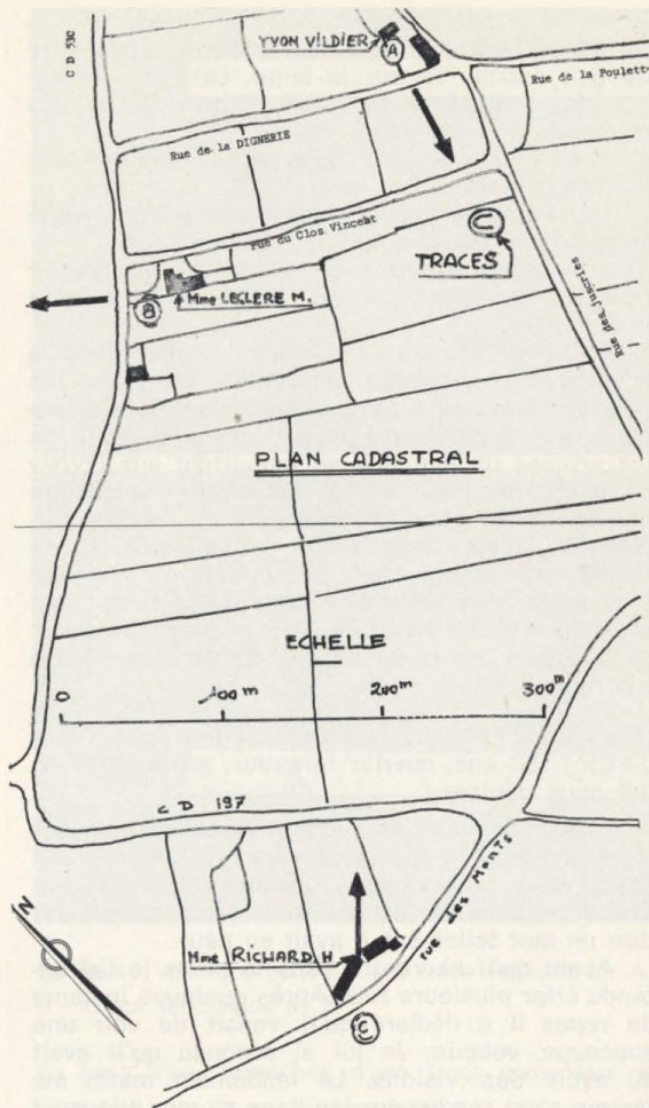 C D 530
YVON VILDIER
A
Rue de la Poulette
Rue de la DIGNERIE
Rue du Clos Vincent
TRACES
Mme LECLERE M.
B
Rue des Juscries
PLAN CADASTRAL
ECHELLE
0 100 m 200 m 300 m
C D 197
Rue des Monts
N
Mme RICHARD H
C